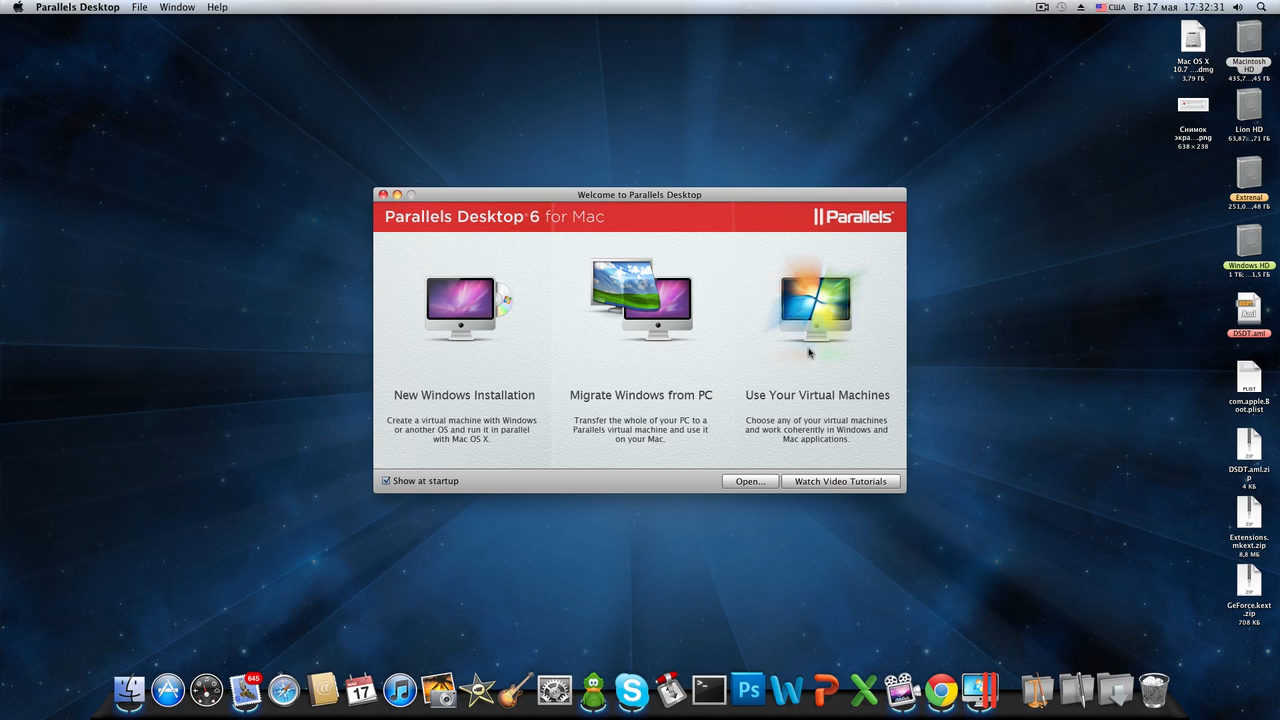 Parallels Desktop File Window Help
США Вт 17 мая 17:32:31
Mac OS X
10.7 ....dmg
3,79 ГБ
Macintosh
HD
435,7...,45 ГБ
Снимок
экра...png
638 × 238
Lion HD
63,87...,71 ГБ
Extrenal
251,0...,48 ГБ
Windows HD
1 ТБ; ...1,5 ГБ
DSDT.aml
PLIST
com.apple.B
oot.plist
ZIP
DSDT.aml.zi
p
4 КБ
ZIP
Extensions.
mkext.zip
8,8 МБ
ZIP
GeForce.kext
.zip
708 КБ
Welcome to Parallels Desktop
Parallels Desktop 6 for Mac
Parallels
New Windows Installation
Create a virtual machine with Windows
or another OS and run it in parallel
with Mac OS X.
Migrate Windows from PC
Transfer the whole of your PC to a
Parallels virtual machine and use it
on your Mac.
Use Your Virtual Machines
Choose any of your virtual machines
and work coherently in Windows and
Mac applications.
Show at startup
Open...
Watch Video Tutorials
645
17
Ps